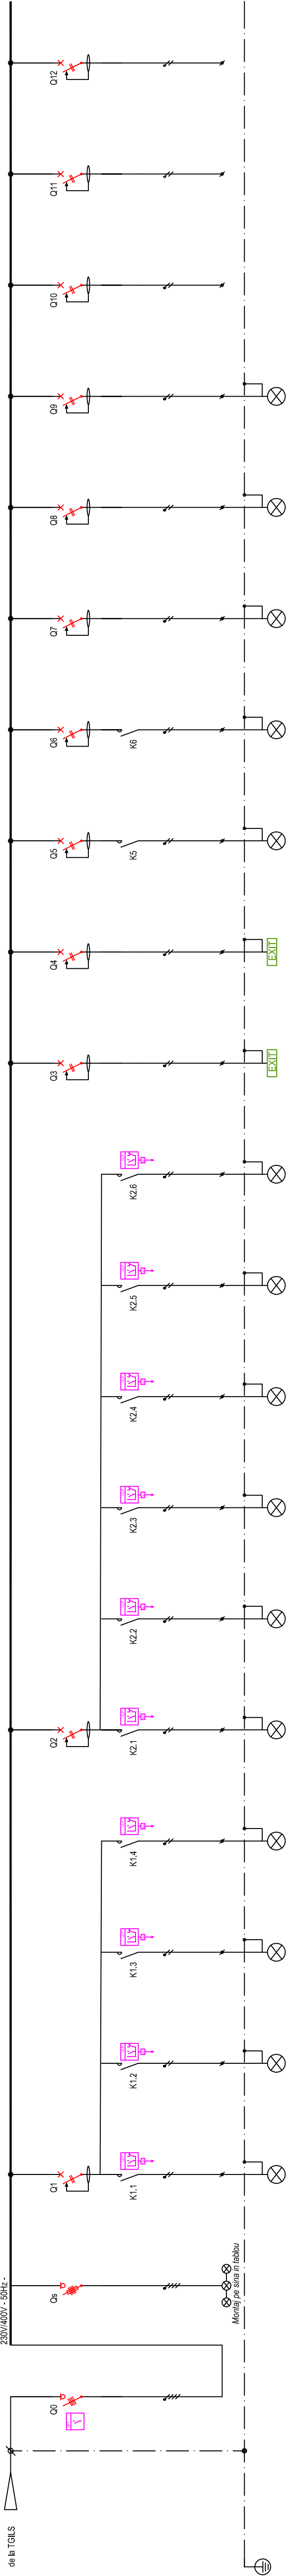 de la TGILS
230V/400V - 50Hz -
Q0
Qs
Montaj pe sina in tablou
Q1
K1.1
K1.2
K1.3
K1.4
Q2
K2.1
K2.2
K2.3
K2.4
K2.5
K2.6
Q3
EXIT
Q4
EXIT
Q5
K5
Q6
K6
Q7
Q8
Q9
Q10
Q11
Q12